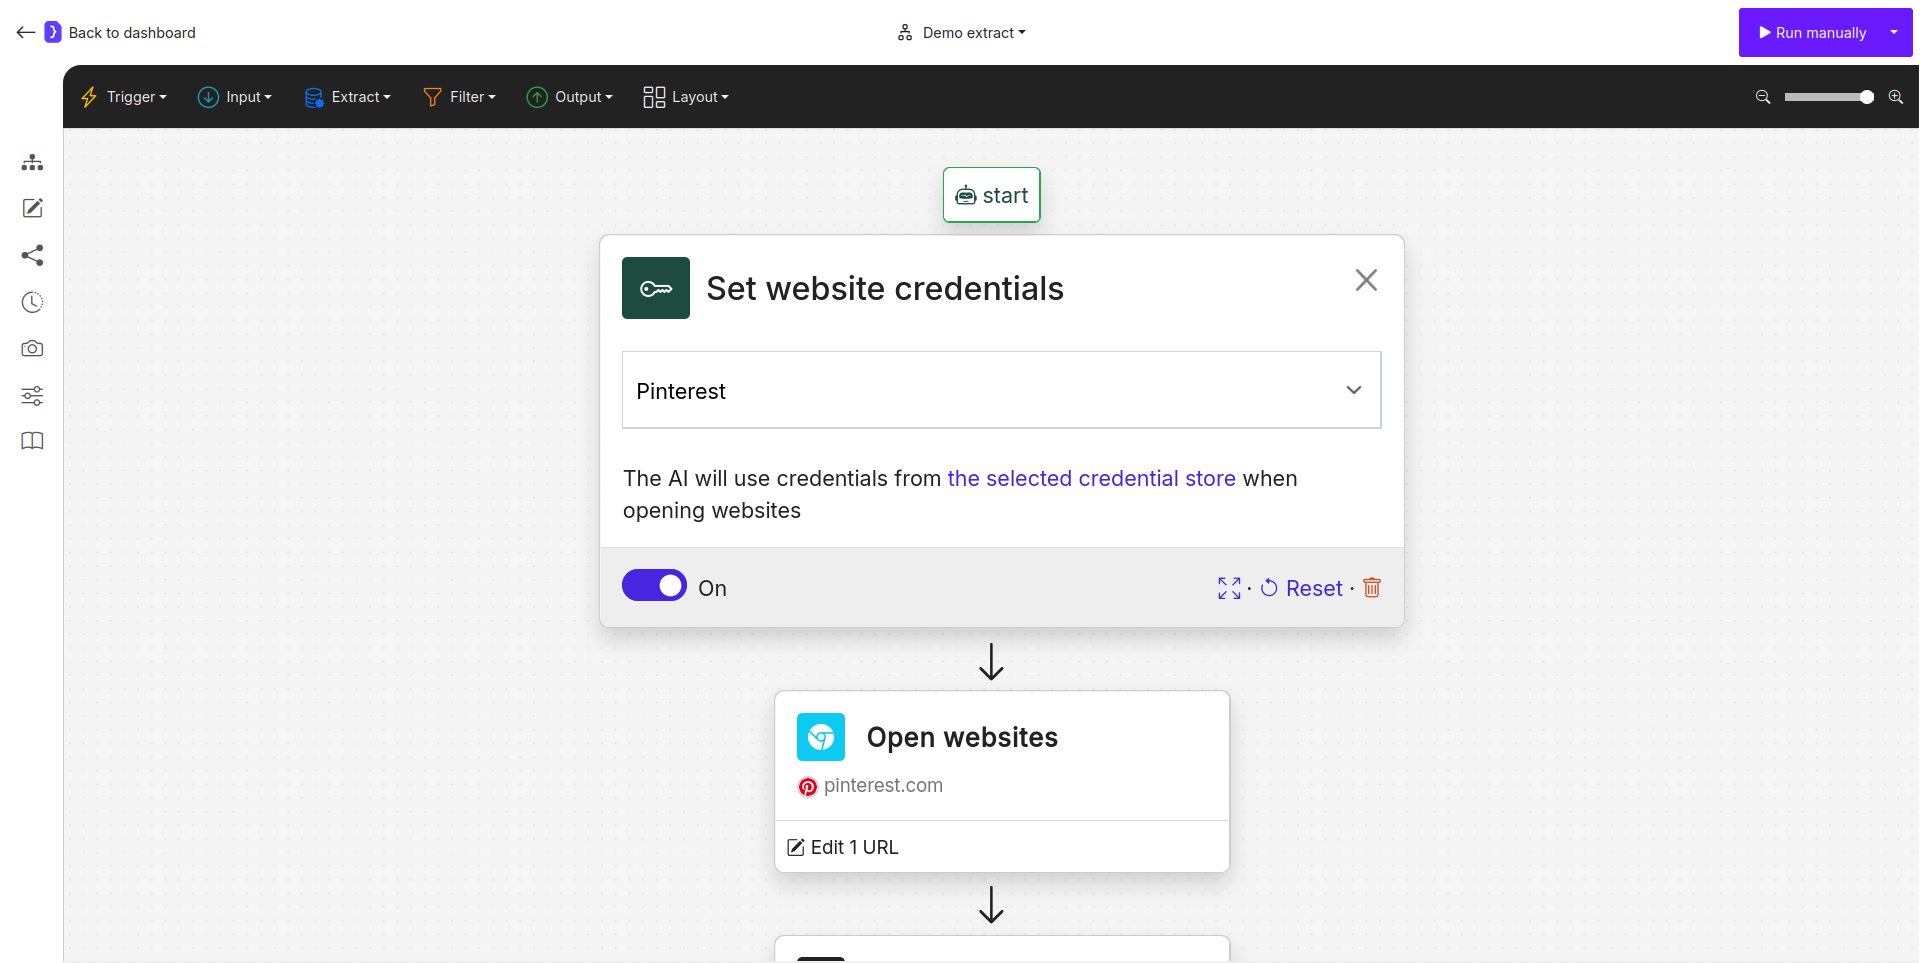 Back to dashboard
Demo extract
Run manually
Trigger
Input
Extract
Filter
Output
Layout
start
Set website credentials
Pinterest
The AI will use credentials from the selected credential store when
opening websites
On
· Reset ·
Open websites
pinterest.com
Edit 1 URL